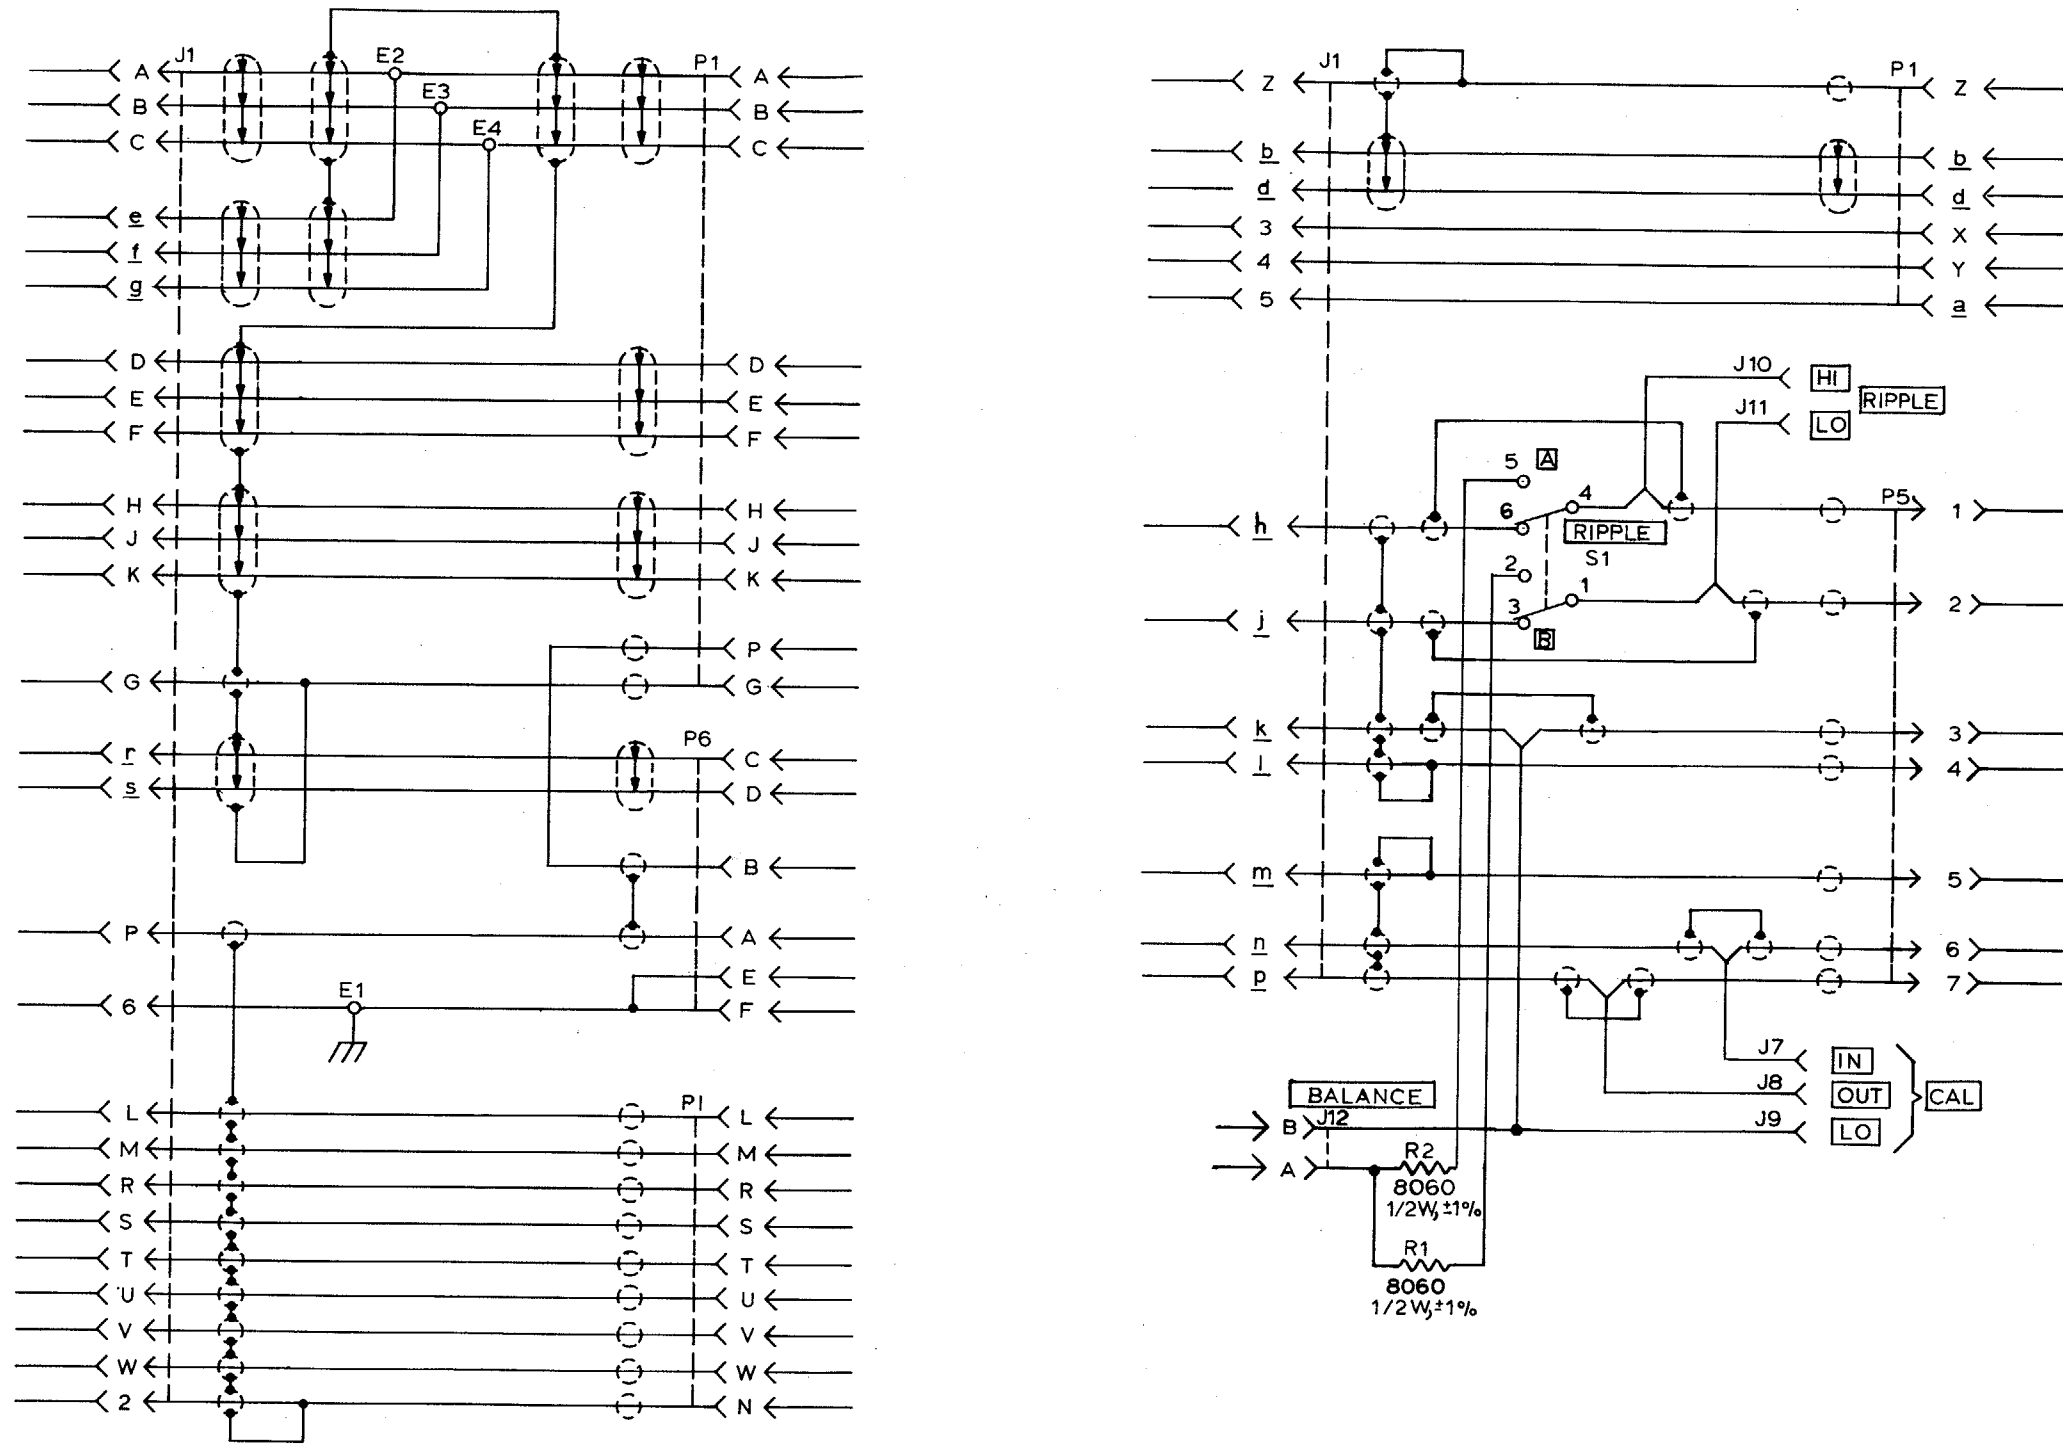 J1 E2 P1
A A
E3
B B
E4
C C
e
f
g
D D
E E
F F
H H
J J
K K
P
G G
P6
r C
s D
B
P A
E
E1
6 F
P1
L L
M M
R R
S S
T T
U U
V V
W W
2 N
J1 P1
Z Z
b b
d d
3 X
4 Y
5 a
J10 HI
RIPPLE
J11 LO
5 A
4 P5
6 1
h RIPPLE
S1
2
1
3 2
j B
k 3
l 4
m 5
n 6
p 7
J7 IN
J8 OUT CAL
BALANCE
J9 LO
B J12
A R2
8060
1/2W,±1%
R1
8060
1/2W,±1%